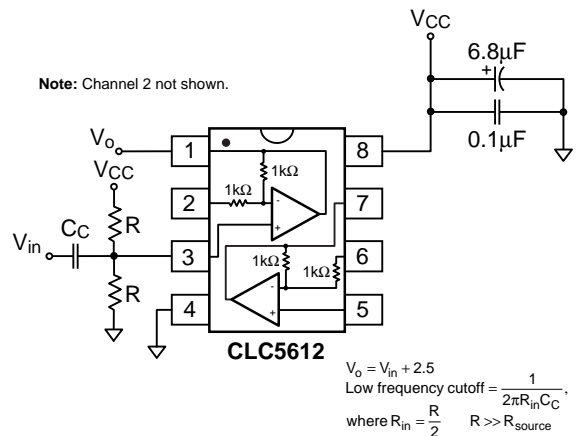 VCC
6.8µF
+
Note: Channel 2 not shown.
0.1µF
Vo
1
8
VCC
1kΩ
2
1kΩ
-
7
R
+
CC
Vin
3
6
1kΩ
1kΩ
R
-
4
+
5
CLC5612
Vo = Vin + 2.5
Low frequency cutoff = 1 / 2πRinCC ,
where Rin = R / 2 R >> Rsource